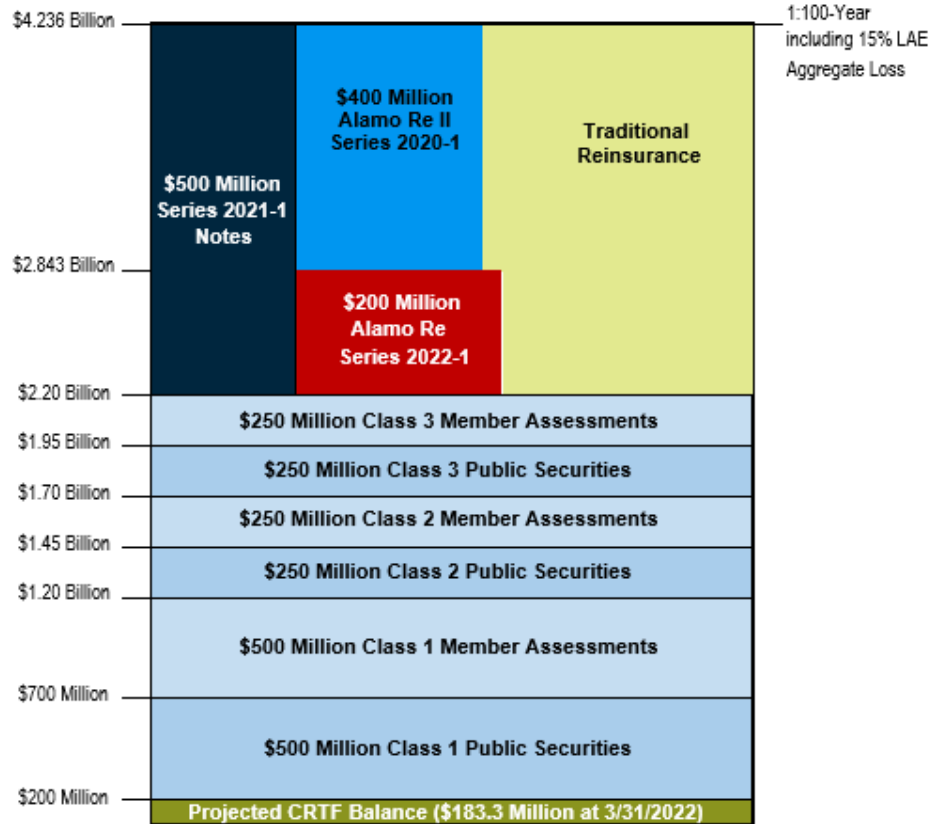 $4.236 Billion
1:100-Year
including 15% LAE
Aggregate Loss
$400 Million
Alamo Re II
Series 2020-1
Traditional
Reinsurance
$500 Million
Series 2021-1
Notes
$2.843 Billion
$200 Million
Alamo Re
Series 2022-1
$2.20 Billion
$250 Million Class 3 Member Assessments
$1.95 Billion
$250 Million Class 3 Public Securities
$1.70 Billion
$250 Million Class 2 Member Assessments
$1.45 Billion
$250 Million Class 2 Public Securities
$1.20 Billion
$500 Million Class 1 Member Assessments
$700 Million
$500 Million Class 1 Public Securities
$200 Million
Projected CRTF Balance ($183.3 Million at 3/31/2022)